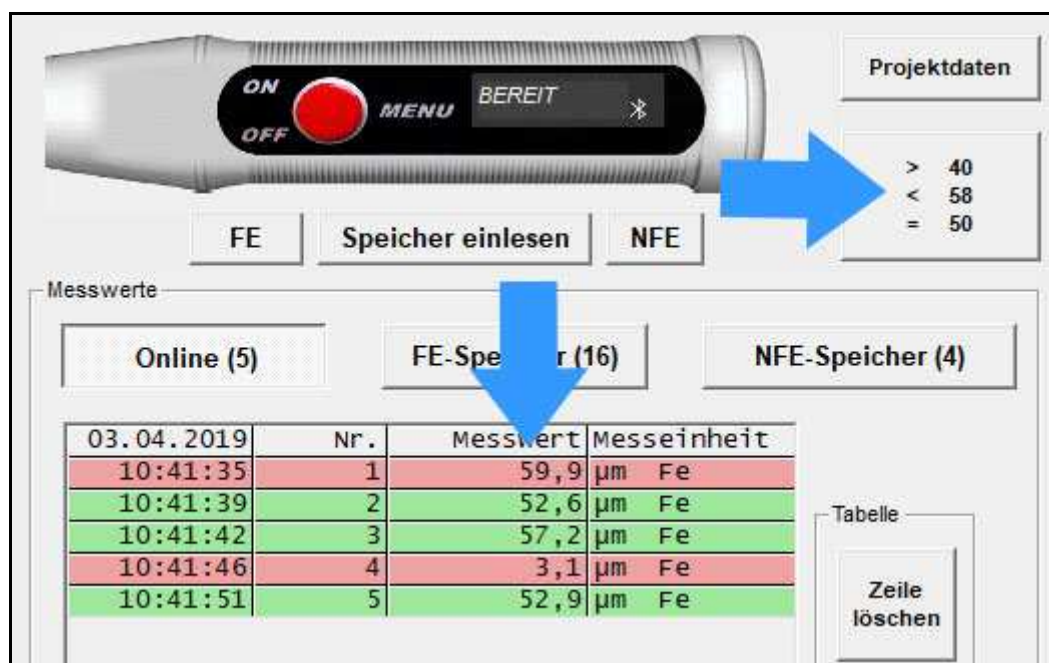 ON
OFF
MENU
BEREIT
Projektdaten
> 40
< 58
= 50
FE
Speicher einlesen
NFE
Messwerte
Online (5)
FE-Speicher (16)
NFE-Speicher (4)
03.04.2019 Nr. Messwert Messeinheit
10:41:35 1 59,9 µm Fe
10:41:39 2 52,6 µm Fe
10:41:42 3 57,2 µm Fe
10:41:46 4 3,1 µm Fe
10:41:51 5 52,9 µm Fe
Tabelle
Zeile
löschen